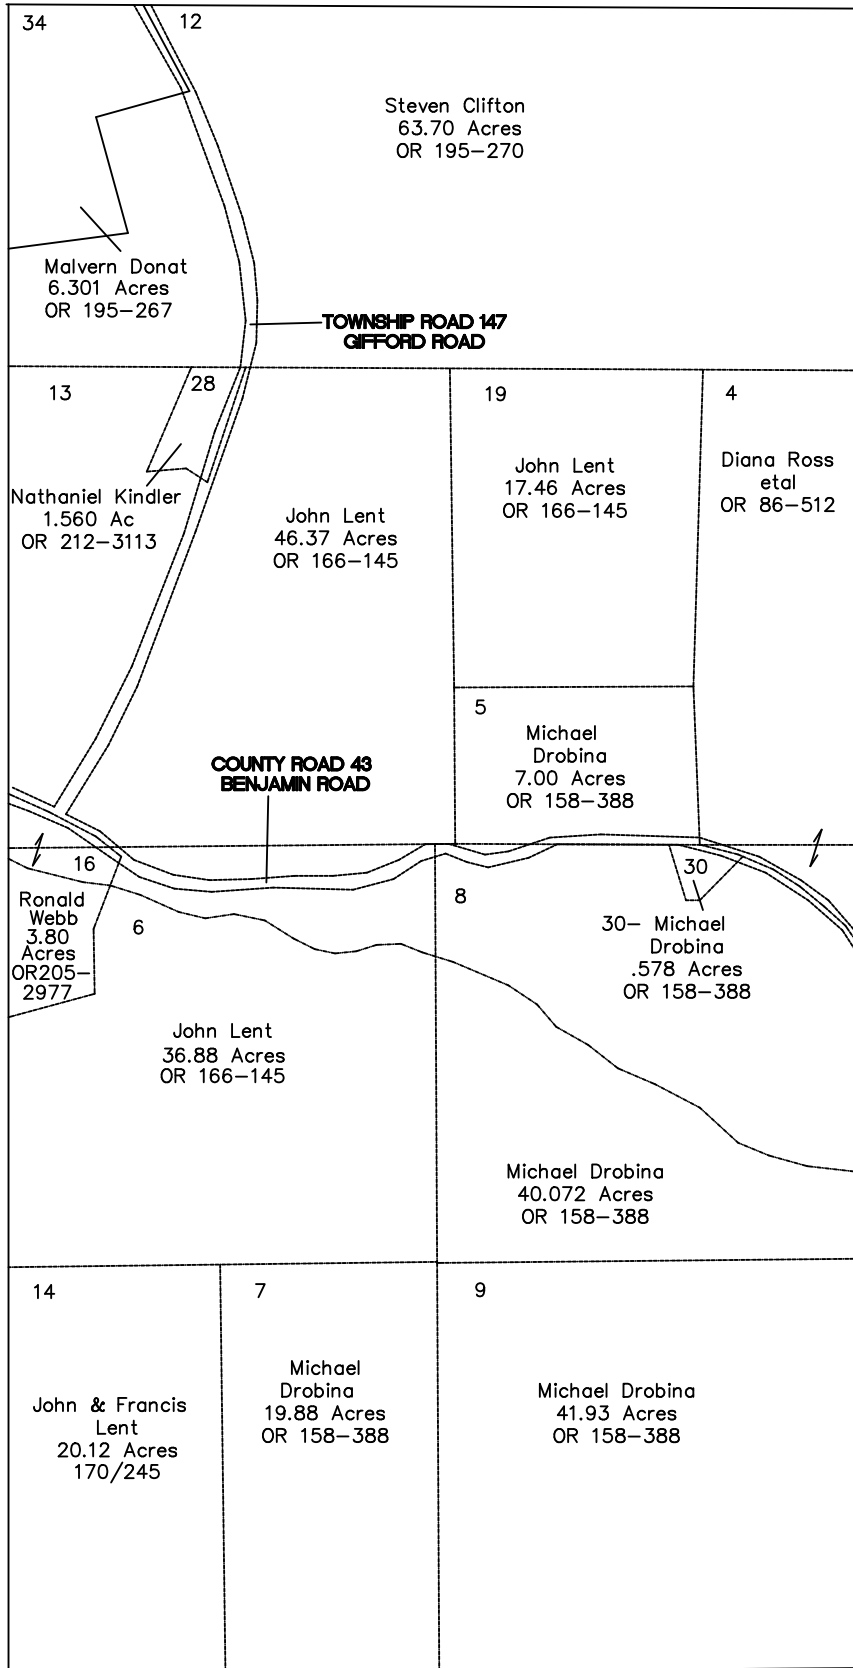 34
12
Steven Clifton
63.70 Acres
OR 195-270
Malvern Donat
6.301 Acres
OR 195-267
TOWNSHIP ROAD 147
GIFFORD ROAD
13
28
19
4
Nathaniel Kindler
1.560 Ac
OR 212-3113
John Lent
46.37 Acres
OR 166-145
John Lent
17.46 Acres
OR 166-145
Diana Ross
etal
OR 86-512
5
Michael
Drobina
7.00 Acres
OR 158-388
COUNTY ROAD 43
BENJAMIN ROAD
16
Ronald
Webb
3.80
Acres
OR205-
2977
6
8
30
30- Michael
Drobina
.578 Acres
OR 158-388
John Lent
36.88 Acres
OR 166-145
Michael Drobina
40.072 Acres
OR 158-388
14
7
9
John & Francis
Lent
20.12 Acres
170/245
Michael
Drobina
19.88 Acres
OR 158-388
Michael Drobina
41.93 Acres
OR 158-388